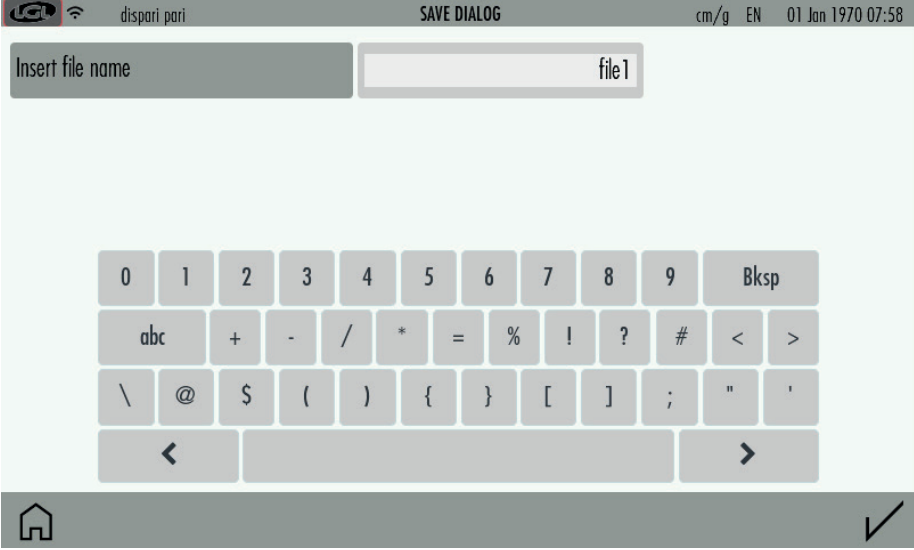 LGL dispari pari SAVE DIALOG cm/g EN 01 Jan 1970 07:58
Insert file name file1
0 1 2 3 4 5 6 7 8 9 Bksp
abc + - / * = % ! ? # < >
\ @ $ ( ) { } [ ] ; " '